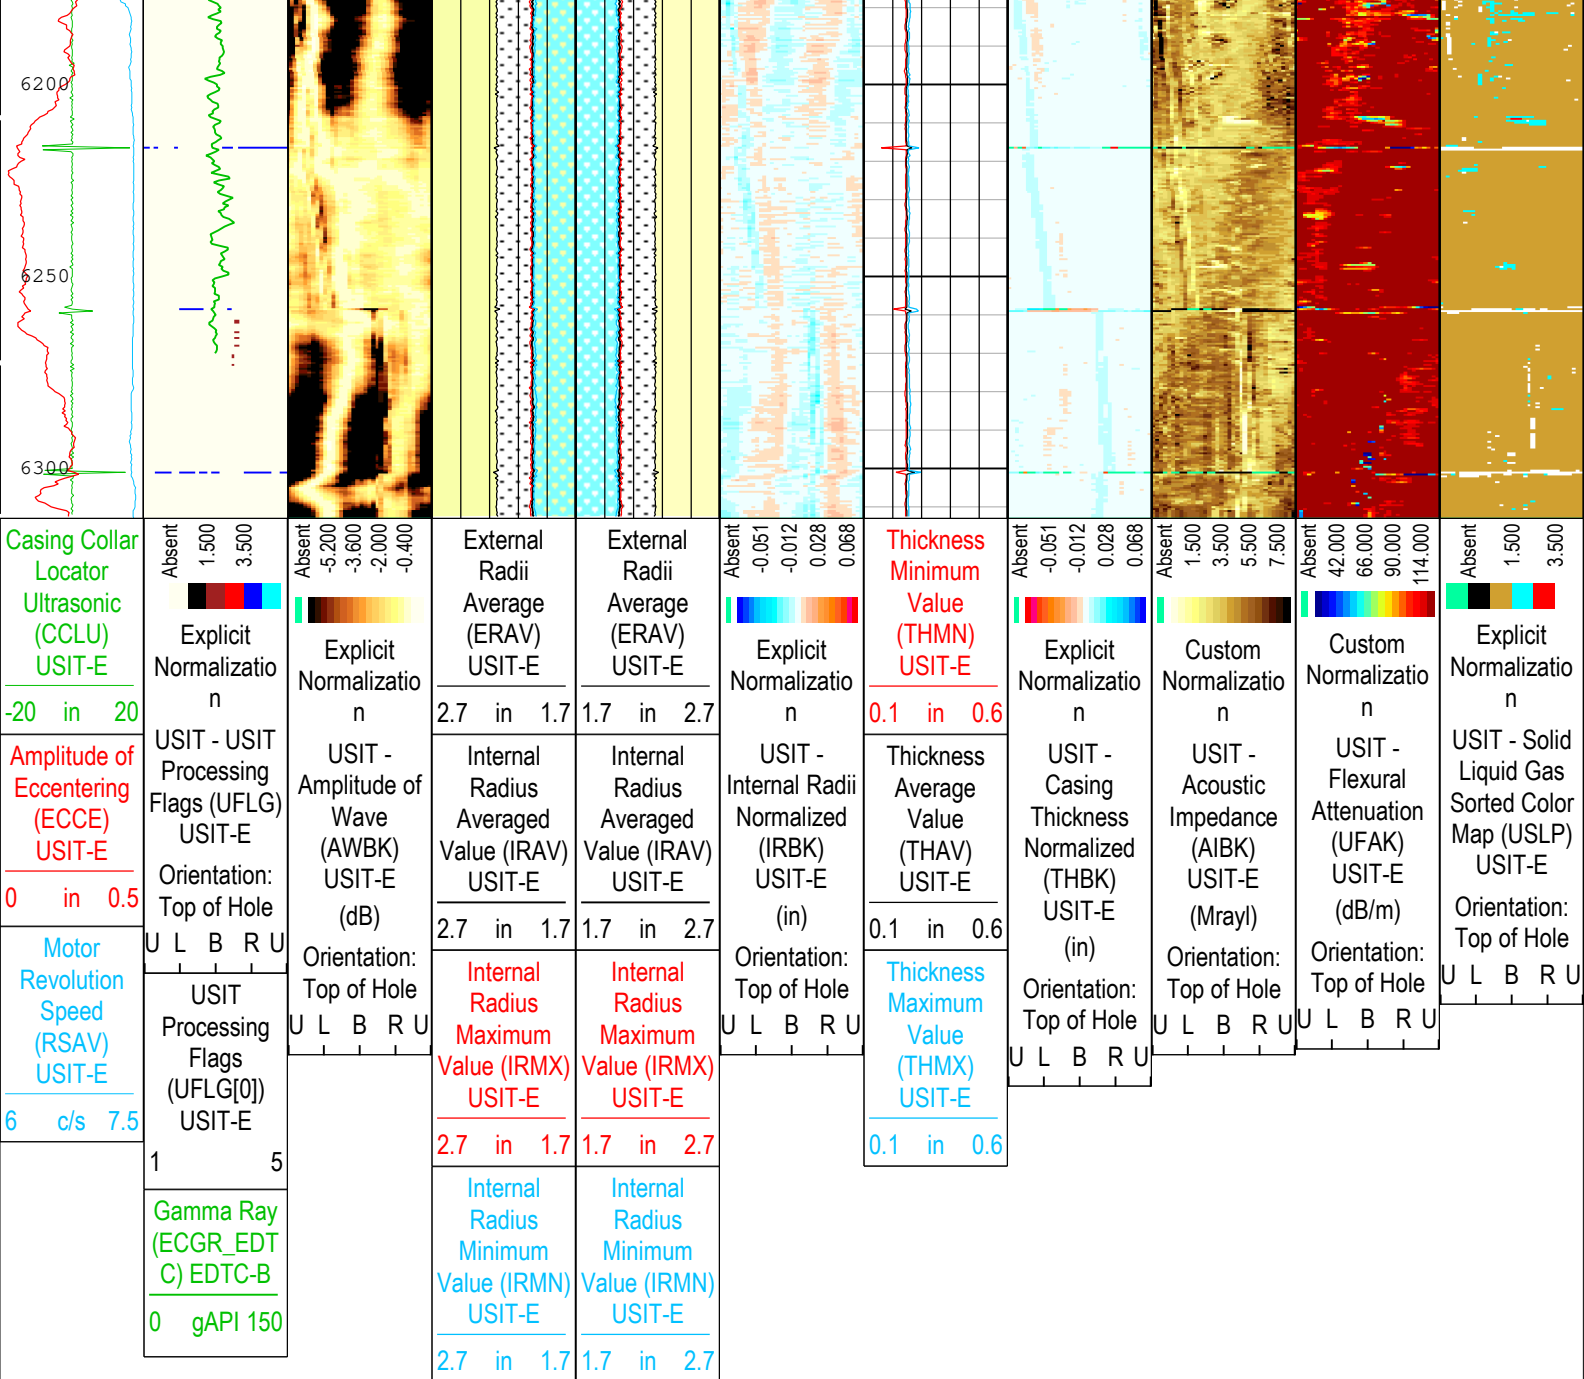 6200
6250
6300
Casing Collar
Locator
Ultrasonic
(CCLU)
USIT-E
-20 in 20
Amplitude of
Eccentering
(ECCE)
USIT-E
0 in 0.5
Motor
Revolution
Speed
(RSAV)
USIT-E
6 c/s 7.5
Absent
1.500
3.500
Explicit
Normalizatio
n
USIT - USIT
Processing
Flags (UFLG)
USIT-E
Orientation:
Top of Hole
U L B R U
USIT
Processing
Flags
(UFLG[0])
USIT-E
1 5
Gamma Ray
(ECGR_EDT
C) EDTC-B
0 gAPI 150
Absent
-5.200
-3.600
-2.000
-0.400
Explicit
Normalizatio
n
USIT -
Amplitude of
Wave
(AWBK)
USIT-E
(dB)
Orientation:
Top of Hole
U L B R U
External
Radii
Average
(ERAV)
USIT-E
2.7 in 1.7
Internal
Radius
Averaged
Value (IRAV)
USIT-E
2.7 in 1.7
Internal
Radius
Maximum
Value (IRMX)
USIT-E
2.7 in 1.7
Internal
Radius
Minimum
Value (IRMN)
USIT-E
2.7 in 1.7
External
Radii
Average
(ERAV)
USIT-E
1.7 in 2.7
Internal
Radius
Averaged
Value (IRAV)
USIT-E
1.7 in 2.7
Internal
Radius
Maximum
Value (IRMX)
USIT-E
1.7 in 2.7
Internal
Radius
Minimum
Value (IRMN)
USIT-E
1.7 in 2.7
Absent
-0.051
-0.012
0.028
0.068
Explicit
Normalizatio
n
USIT -
Internal Radii
Normalized
(IRBK)
USIT-E
(in)
Orientation:
Top of Hole
U L B R U
Thickness
Minimum
Value
(THMN)
USIT-E
0.1 in 0.6
Thickness
Average
Value
(THAV)
USIT-E
0.1 in 0.6
Thickness
Maximum
Value
(THMX)
USIT-E
0.1 in 0.6
Absent
-0.051
-0.012
0.028
0.068
Explicit
Normalizatio
n
USIT -
Casing
Thickness
Normalized
(THBK)
USIT-E
(in)
Orientation:
Top of Hole
U L B R U
Absent
1.500
3.500
5.500
7.500
Custom
Normalizatio
n
USIT -
Acoustic
Impedance
(AIBK)
USIT-E
(Mrayl)
Orientation:
Top of Hole
U L B R U
Absent
42.000
66.000
90.000
114.000
Custom
Normalizatio
n
USIT -
Flexural
Attenuation
(UFAK)
USIT-E
(dB/m)
Orientation:
Top of Hole
U L B R U
Absent
1.500
3.500
Explicit
Normalizatio
n
USIT - Solid
Liquid Gas
Sorted Color
Map (USLP)
USIT-E
Orientation:
Top of Hole
U L B R U